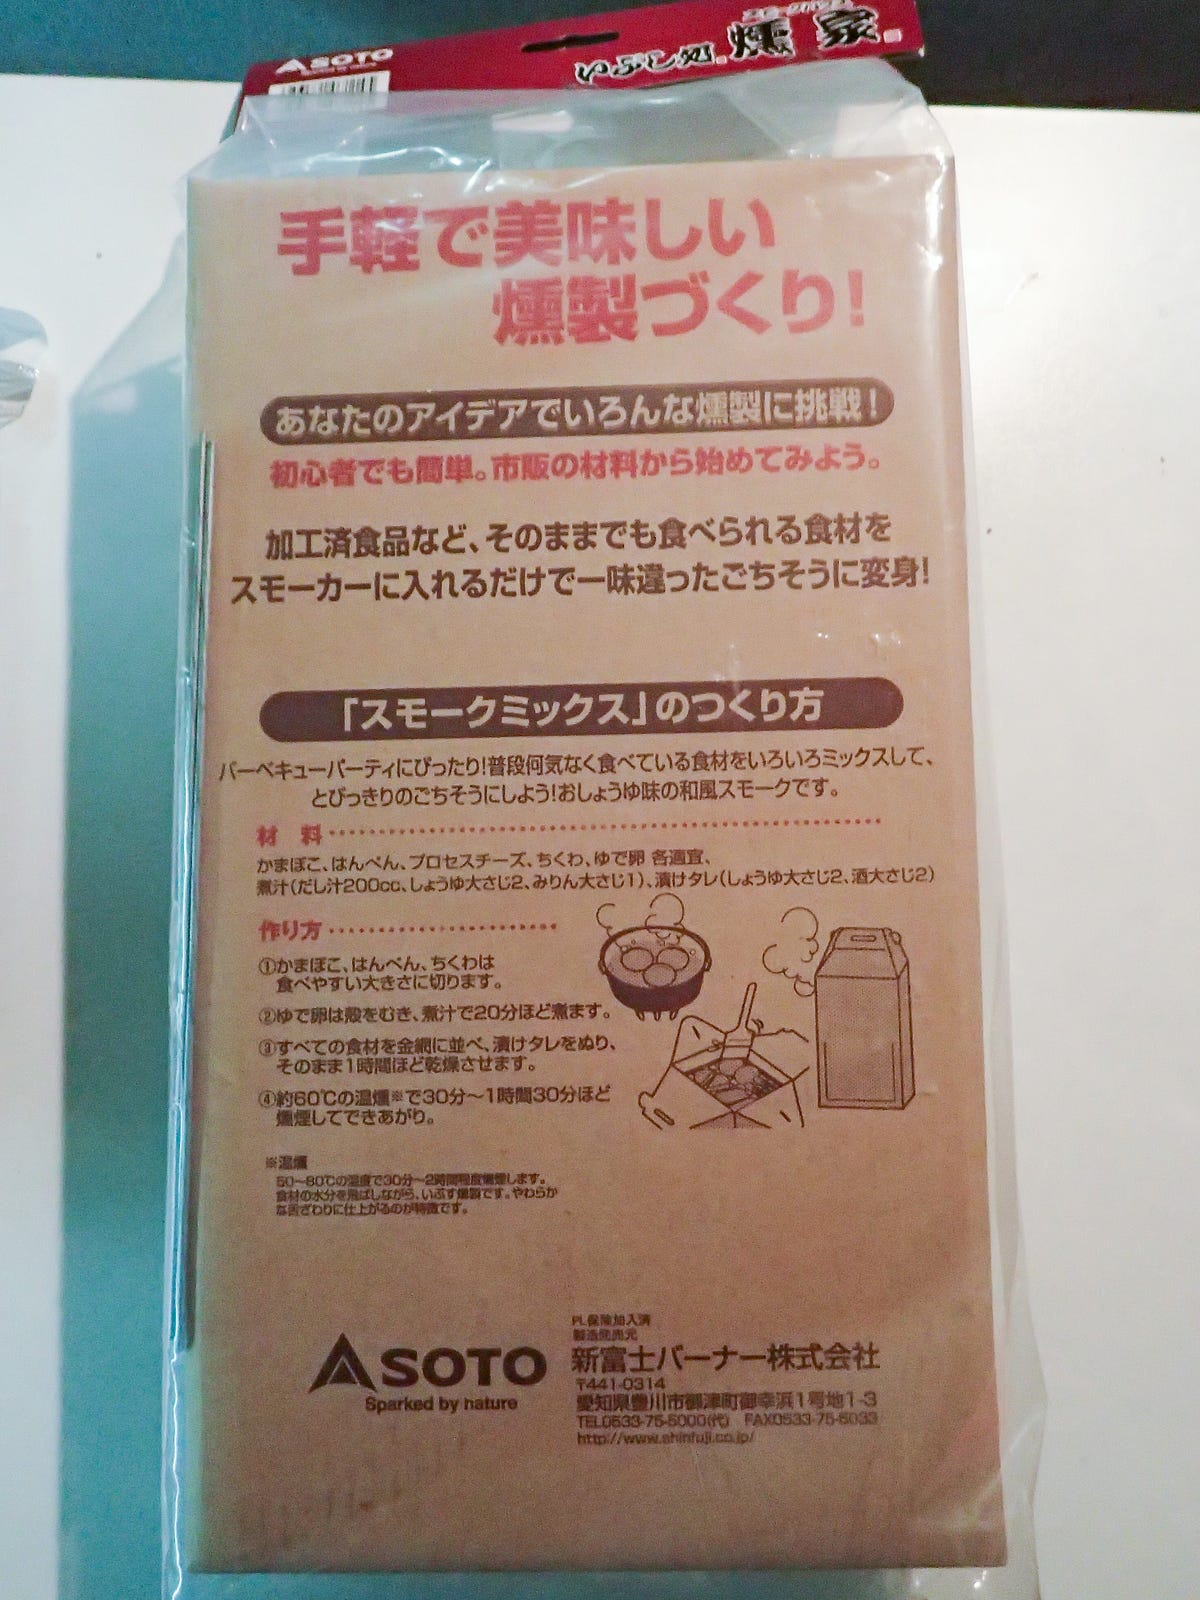 SOTO
いぶし処 燻家
手軽で美味しい
燻製づくり!
あなたのアイデアでいろんな燻製に挑戦!
初心者でも簡単。市販の材料から始めてみよう。
加工済食品など、そのままでも食べられる食材を
スモーカーに入れるだけで一味違ったごちそうに変身!
「スモークミックス」のつくり方
バーベキューパーティにぴったり!普段何気なく食べている食材をいろいろミックスして、
とびっきりのごちそうにしよう!おしょうゆ味の和風スモークです。
材 料
かまぼこ、はんぺん、プロセスチーズ、ちくわ、ゆで卵 各適宜、
煮汁(だし汁200cc、しょうゆ大さじ2、みりん大さじ1)、漬けタレ(しょうゆ大さじ2、酒大さじ2)
作り方
①かまぼこ、はんぺん、ちくわは
食べやすい大きさに切ります。
②ゆで卵は殻をむき、煮汁で20分ほど煮ます。
③すべての食材を金網に並べ、漬けタレをぬり、
そのまま1時間ほど乾燥させます。
④約60℃の温燻※で30分〜1時間30分ほど
燻煙してできあがり。
※温燻
50〜80℃の温度で30分〜2時間程度燻煙します。
食材の水分を飛ばしながら、いぶす燻製です。やわらか
な舌ざわりに仕上がるのが特徴です。
SOTO
Sparked by nature
PL保険加入済
製造発売元
新富士バーナー株式会社
〒441-0314
愛知県豊川市御津町御幸浜1号地1-3
TEL0533-75-5000(代) FAX0533-75-5033
http://www.shinfuji.co.jp/